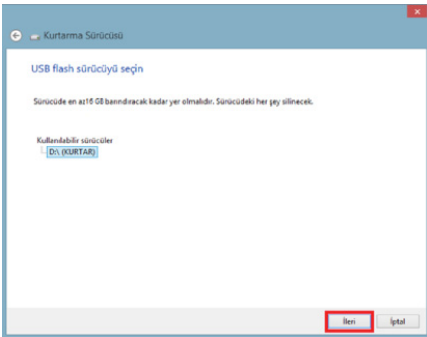 Kurtarma Sürücüsü
USB flash sürücüyü seçin
Sürücüde en az16 GB barındıracak kadar yer olmalıdır. Sürücüdeki her şey silinecek.
Kullanılabilir sürücüler
D:\ (KURTAR)
İleri İptal